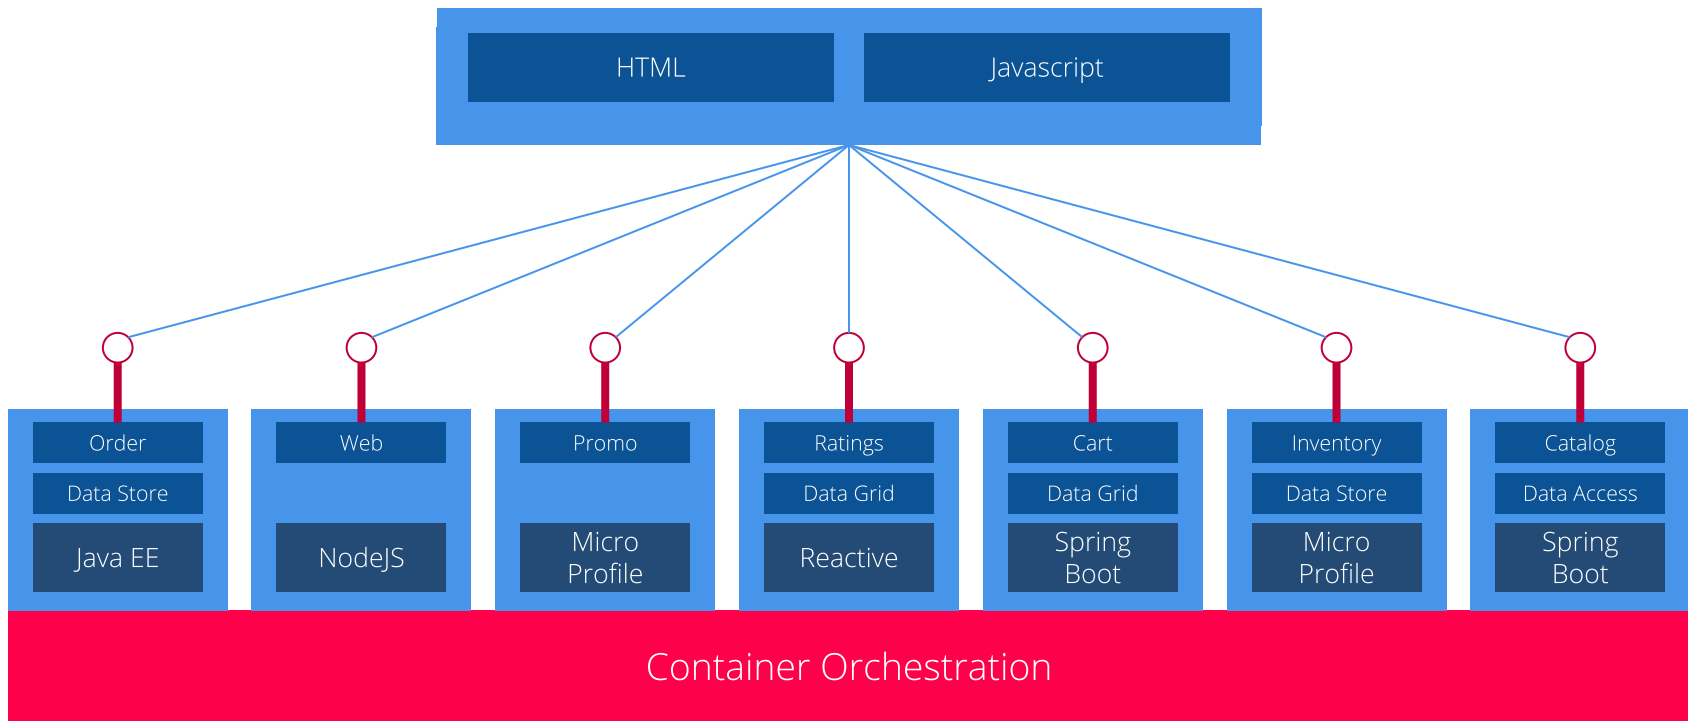 HTML
Javascript
Order
Web
Promo
Ratings
Cart
Inventory
Catalog
Data Store
Data Grid
Data Grid
Data Store
Data Access
Java EE
NodeJS
Micro
Profile
Reactive
Spring
Boot
Micro
Profile
Spring
Boot
Container Orchestration